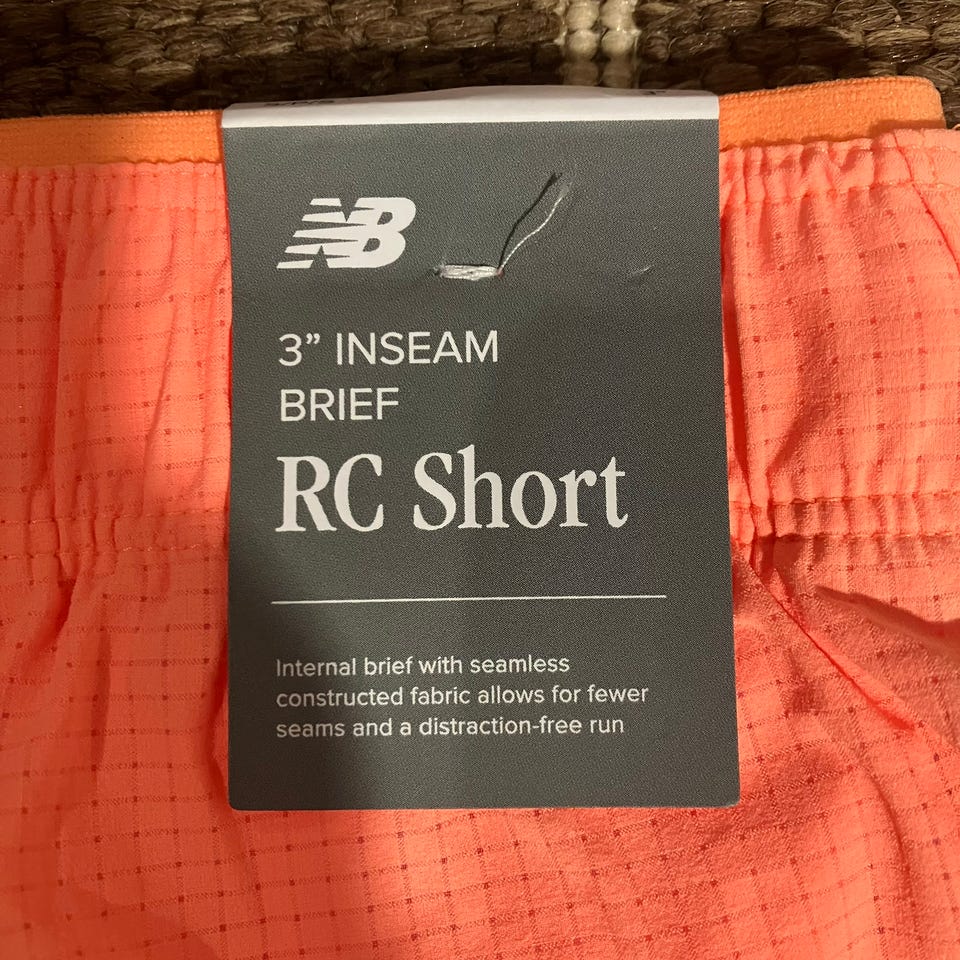 NB
3” INSEAM
BRIEF
RC Short
Internal brief with seamless
constructed fabric allows for fewer
seams and a distraction-free run